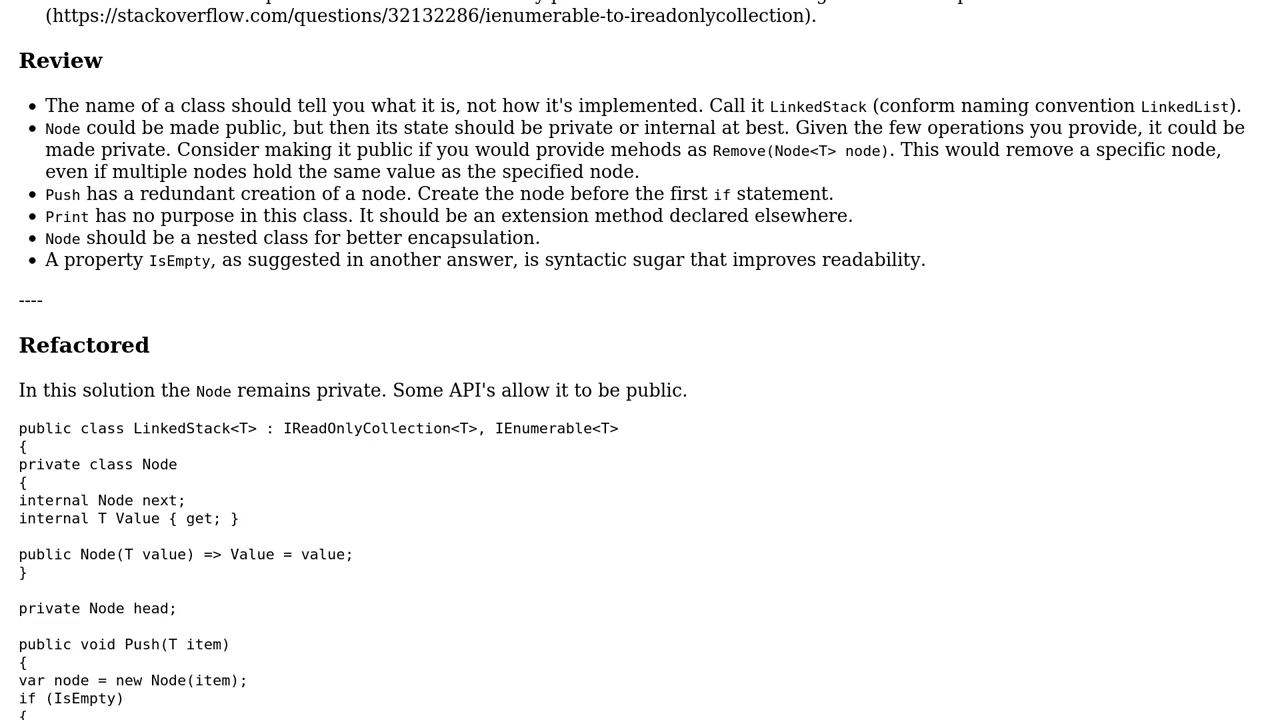 (https://stackoverflow.com/questions/32132286/ienumerable-to-ireadonlycollection).
Review
• The name of a class should tell you what it is, not how it's implemented. Call it LinkedStack (conform naming convention LinkedList).
• Node could be made public, but then its state should be private or internal at best. Given the few operations you provide, it could be
made private. Consider making it public if you would provide mehods as Remove(Node<T> node). This would remove a specific node,
even if multiple nodes hold the same value as the specified node.
• Push has a redundant creation of a node. Create the node before the first if statement.
• Print has no purpose in this class. It should be an extension method declared elsewhere.
• Node should be a nested class for better encapsulation.
• A property IsEmpty, as suggested in another answer, is syntactic sugar that improves readability.
----
Refactored
In this solution the Node remains private. Some API's allow it to be public.
public class LinkedStack<T> : IReadOnlyCollection<T>, IEnumerable<T>
{
private class Node
{
internal Node next;
internal T Value { get; }
public Node(T value) => Value = value;
}
private Node head;
public void Push(T item)
{
var node = new Node(item);
if (IsEmpty)
{